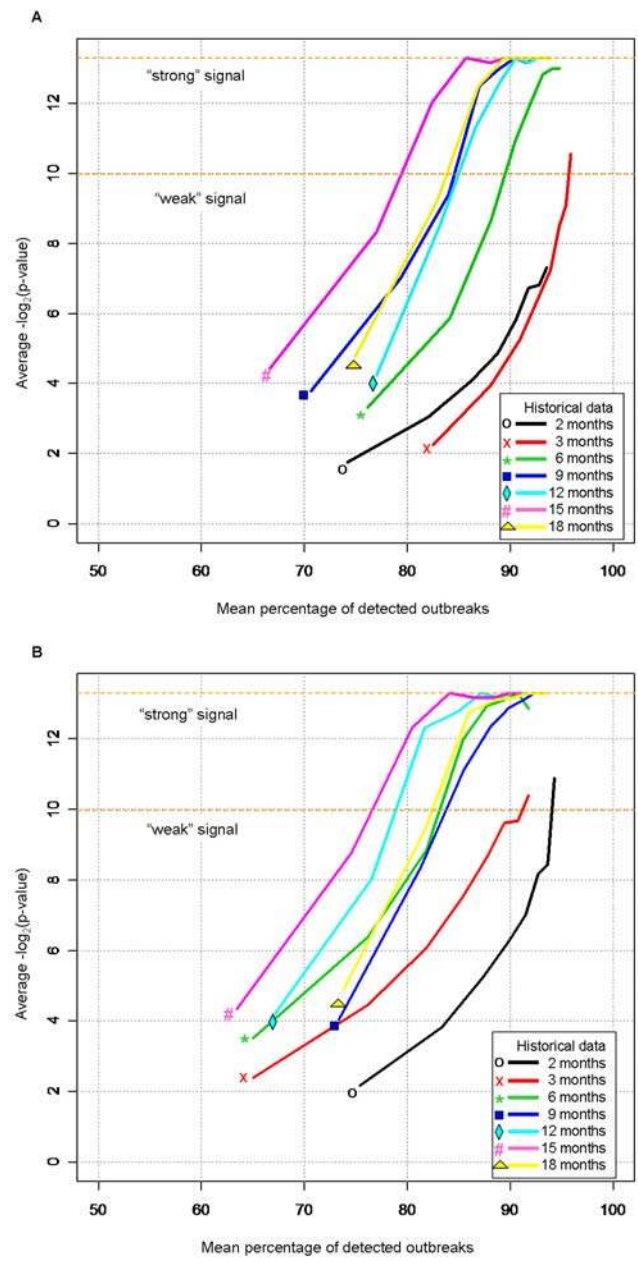 A
"strong" signal
"weak" signal
Average -log2(p-value)
0
2
4
6
8
10
12
Historical data
o 2 months
x 3 months
* 6 months
9 months
12 months
# 15 months
18 months
50 60 70 80 90 100
Mean percentage of detected outbreaks
B
"strong" signal
"weak" signal
Average -log2(p-value)
0
2
4
6
8
10
12
Historical data
o 2 months
x 3 months
* 6 months
9 months
12 months
# 15 months
18 months
50 60 70 80 90 100
Mean percentage of detected outbreaks